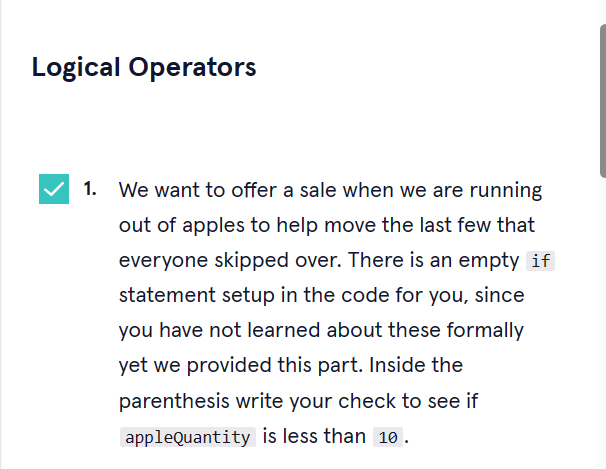 Logical Operators
1. We want to offer a sale when we are running
out of apples to help move the last few that
everyone skipped over. There is an empty if
statement setup in the code for you, since
you have not learned about these formally
yet we provided this part. Inside the
parenthesis write your check to see if
appleQuantity is less than 10.